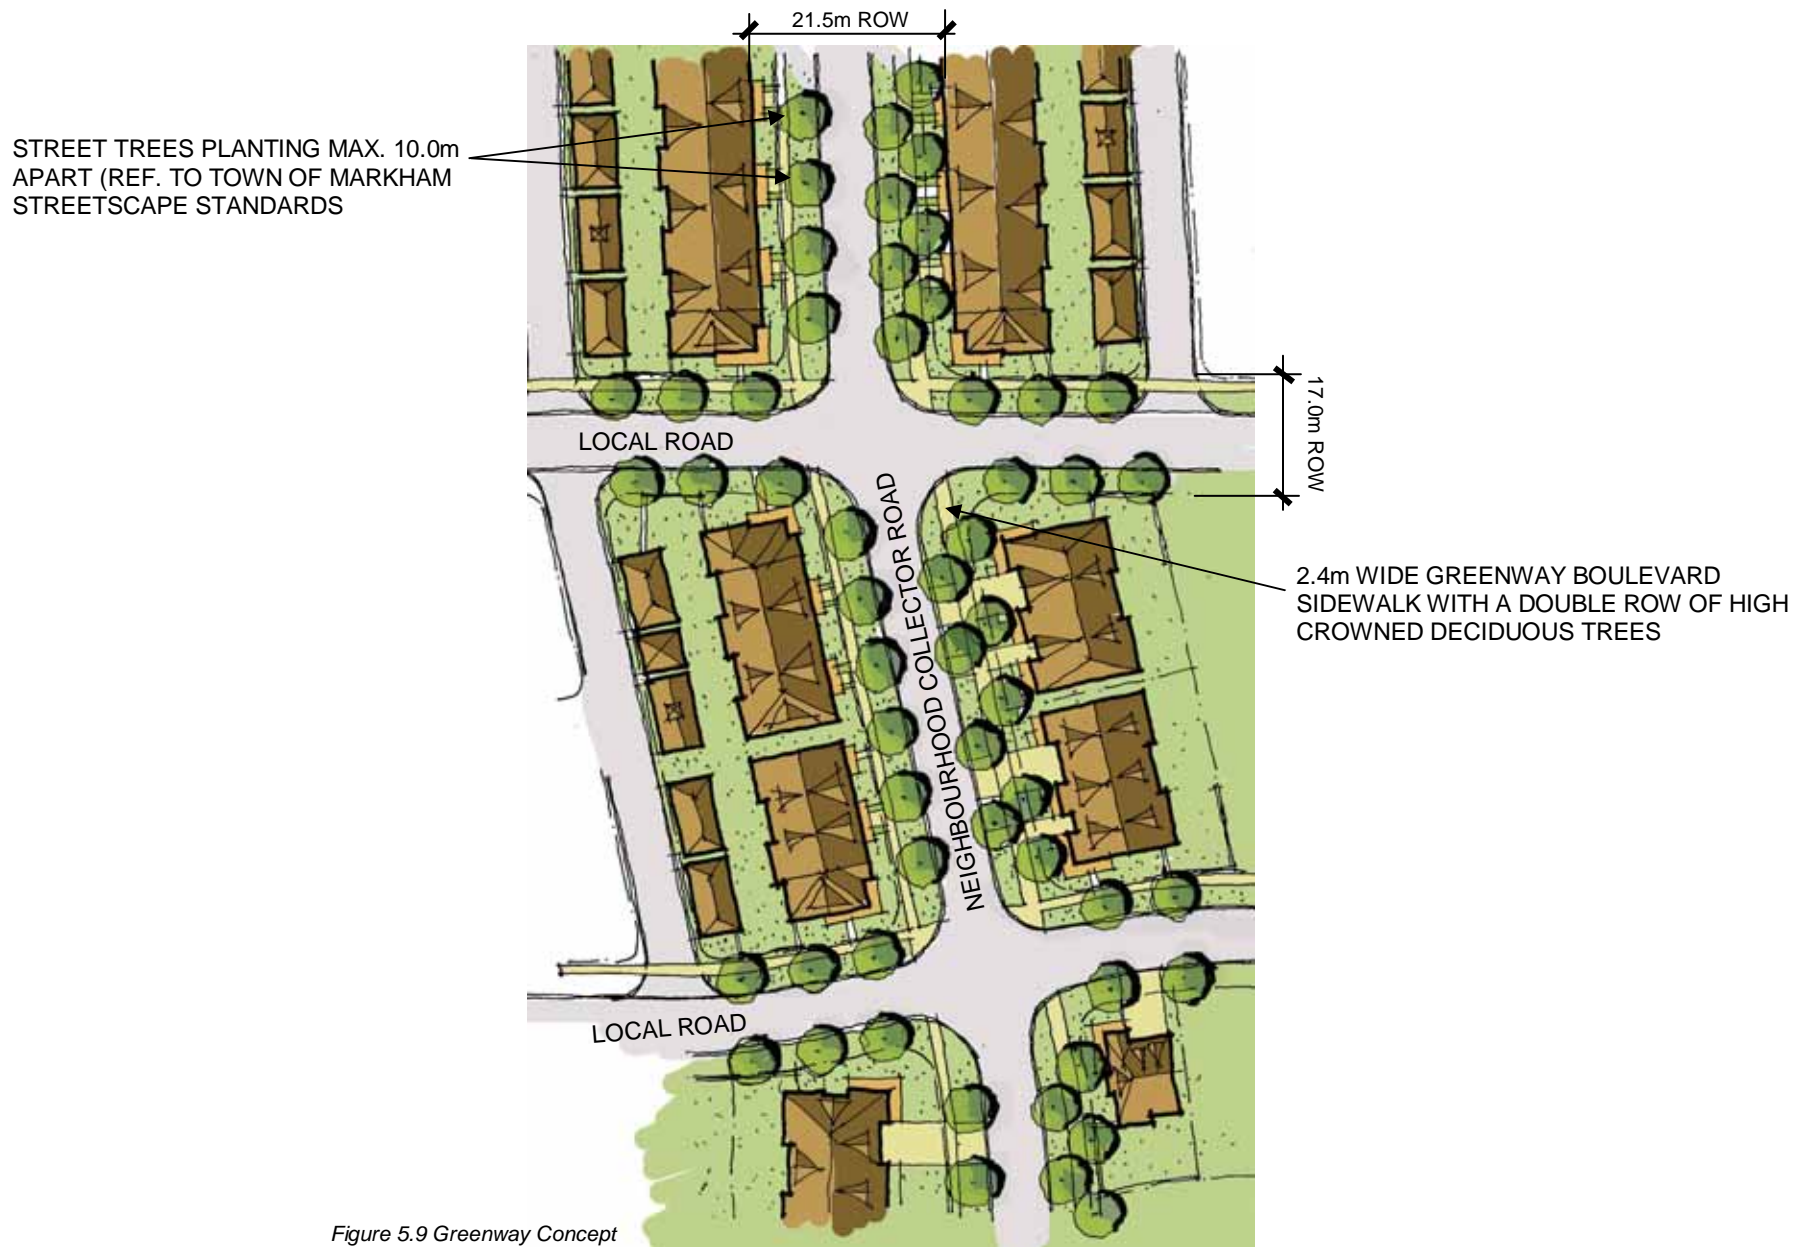 21.5m ROW
STREET TREES PLANTING MAX. 10.0m
APART (REF. TO TOWN OF MARKHAM
STREETSCAPE STANDARDS
17.0m ROW
LOCAL ROAD
NEIGHBOURHOOD COLLECTOR ROAD
2.4m WIDE GREENWAY BOULEVARD
SIDEWALK WITH A DOUBLE ROW OF HIGH
CROWNED DECIDUOUS TREES
LOCAL ROAD
Figure 5.9 Greenway Concept